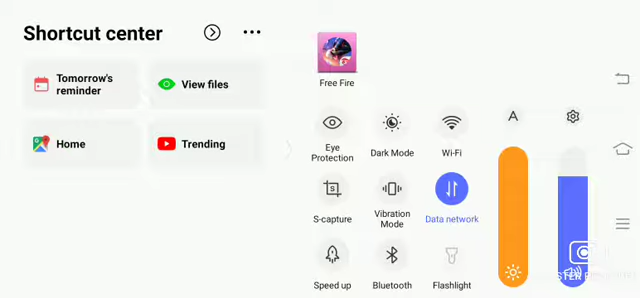 Shortcut center
Tomorrow's
reminder
View files
Home
Trending
Free Fire
Eye
Protection
Dark Mode
Wi-Fi
A
S-capture
Vibration
Mode
Data network
Speed up
Bluetooth
Flashlight